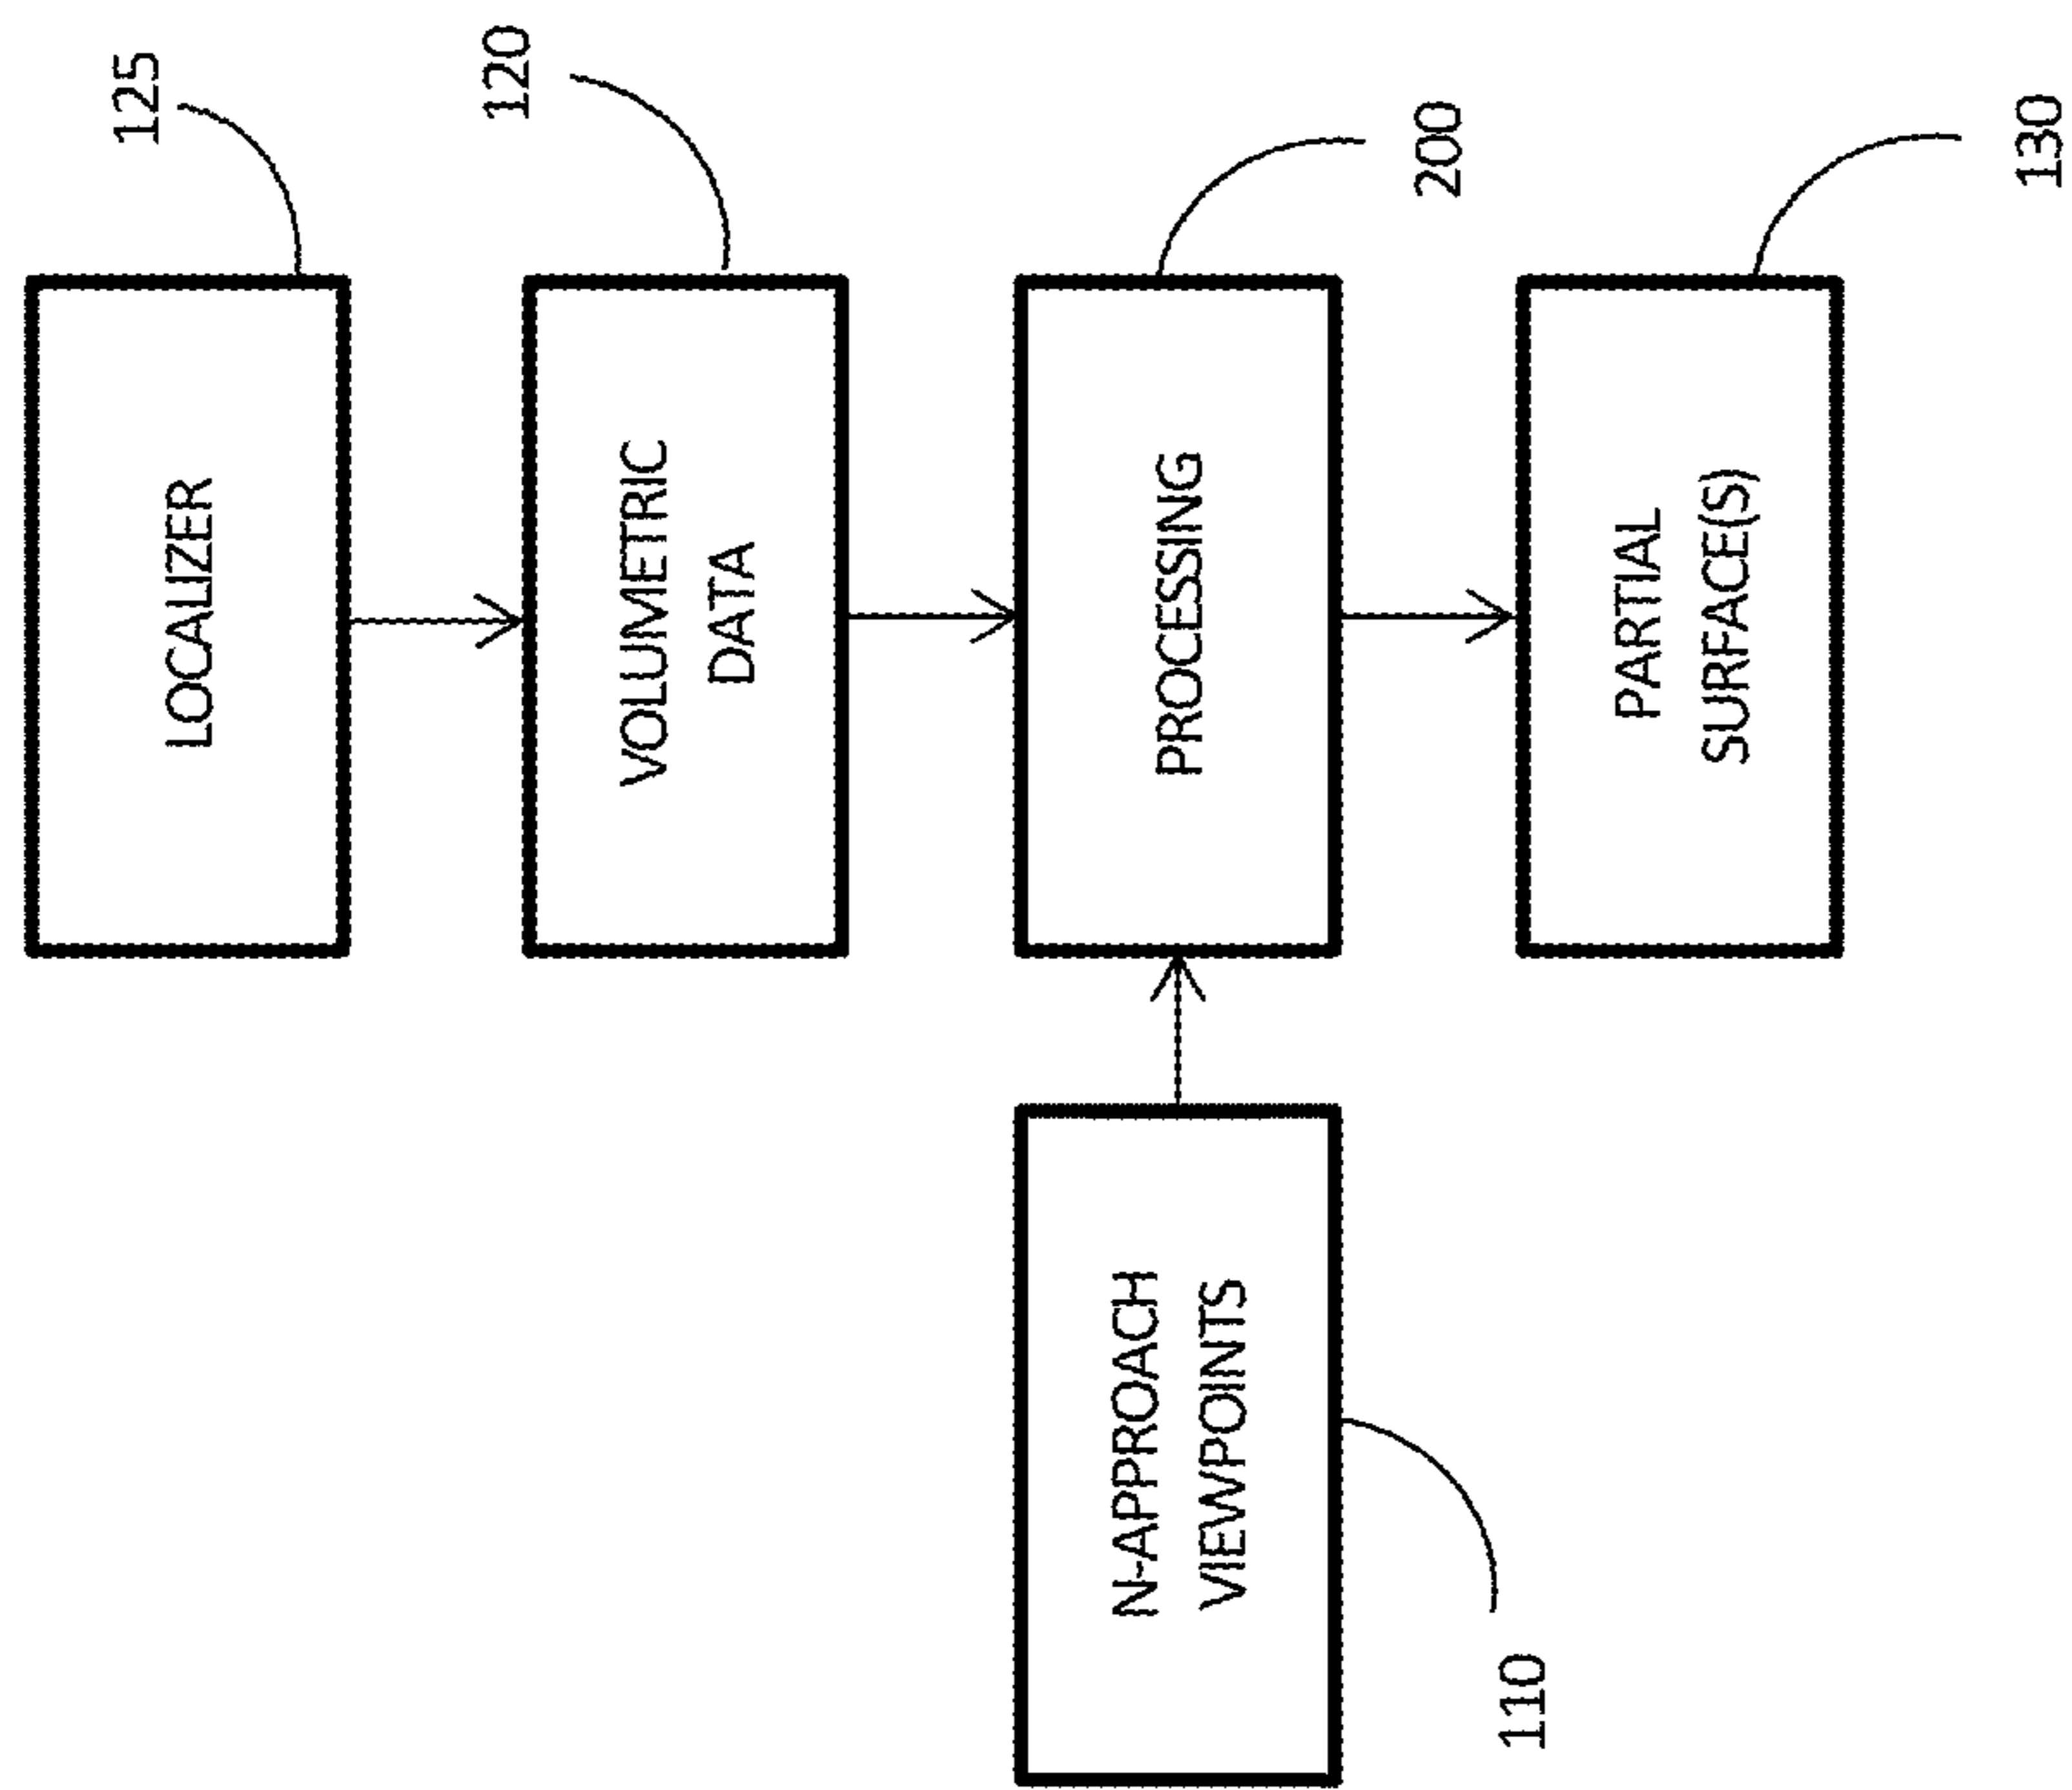 LOCALIZER
125
VOLUMETRIC
DATA
120
PROCESSING
200
PARTIAL
SURFACE(S)
130
N-APPROACH
VIEWPOINTS
110